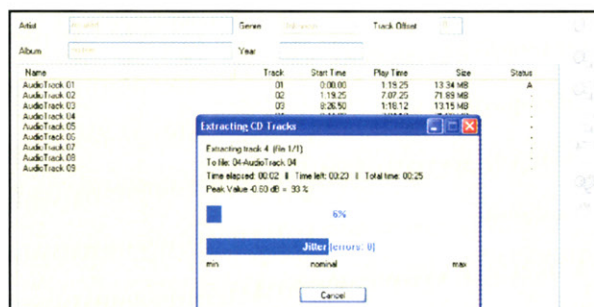 Artist Genre Track Offset
Album Year
Name Track Start Time Play Time Size Status
AudioTrack 01 01 0:00.00 1:19.25 13.34 MB A
AudioTrack 02 02 1:19.25 7:07.25 71.89 MB -
AudioTrack 03 03 8:26.50 1:18.12 13.15 MB -
AudioTrack 04
AudioTrack 05
AudioTrack 06
AudioTrack 07
AudioTrack 08
AudioTrack 09
Extracting CD Tracks
Extracting track 4 (file 1/1)
To file: 04-AudioTrack 04
Time elapsed: 00:02 || Time left: 00:23 || Total time: 00:25
Peak Value -0.60 dB = 93 %
6%
Jitter (errors: 0)
min nominal max
Cancel